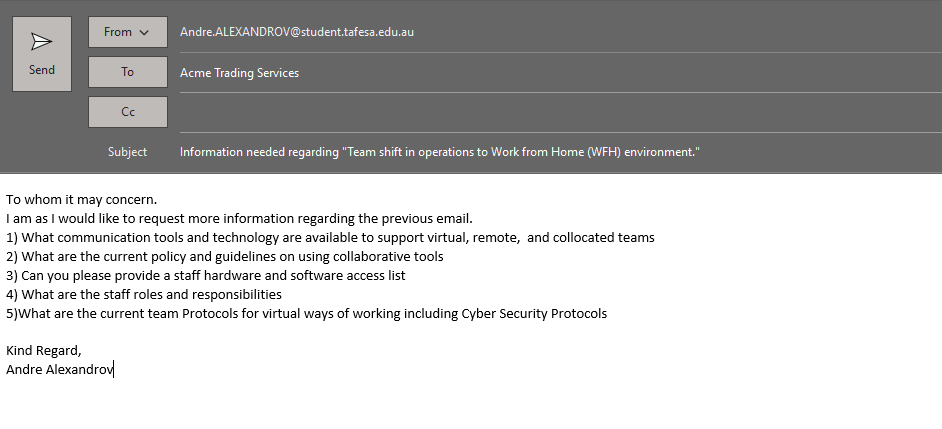 From
Andre.ALEXANDROV@student.tafesa.edu.au
Send
To
Acme Trading Services
Cc
Subject
Information needed regarding "Team shift in operations to Work from Home (WFH) environment."
To whom it may concern.
I am as I would like to request more information regarding the previous email.
1) What communication tools and technology are available to support virtual, remote,  and collocated teams
2) What are the current policy and guidelines on using collaborative tools
3) Can you please provide a staff hardware and software access list
4) What are the staff roles and responsibilities
5)What are the current team Protocols for virtual ways of working including Cyber Security Protocols
Kind Regard,
Andre Alexandrov